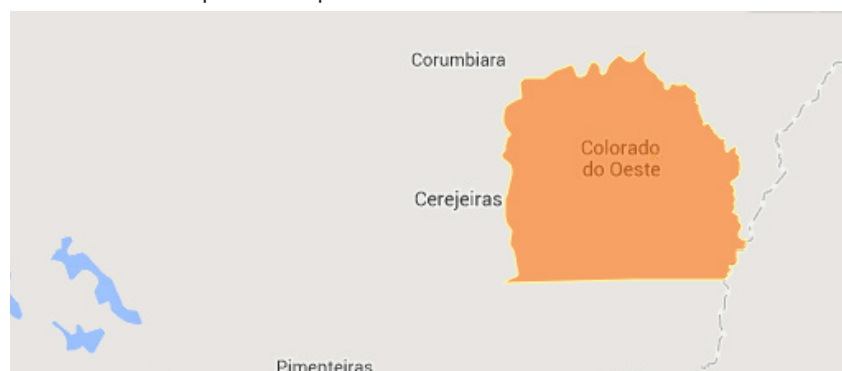 Corumbiara
Colorado
do Oeste
Cerejeiras
Pimenteiras